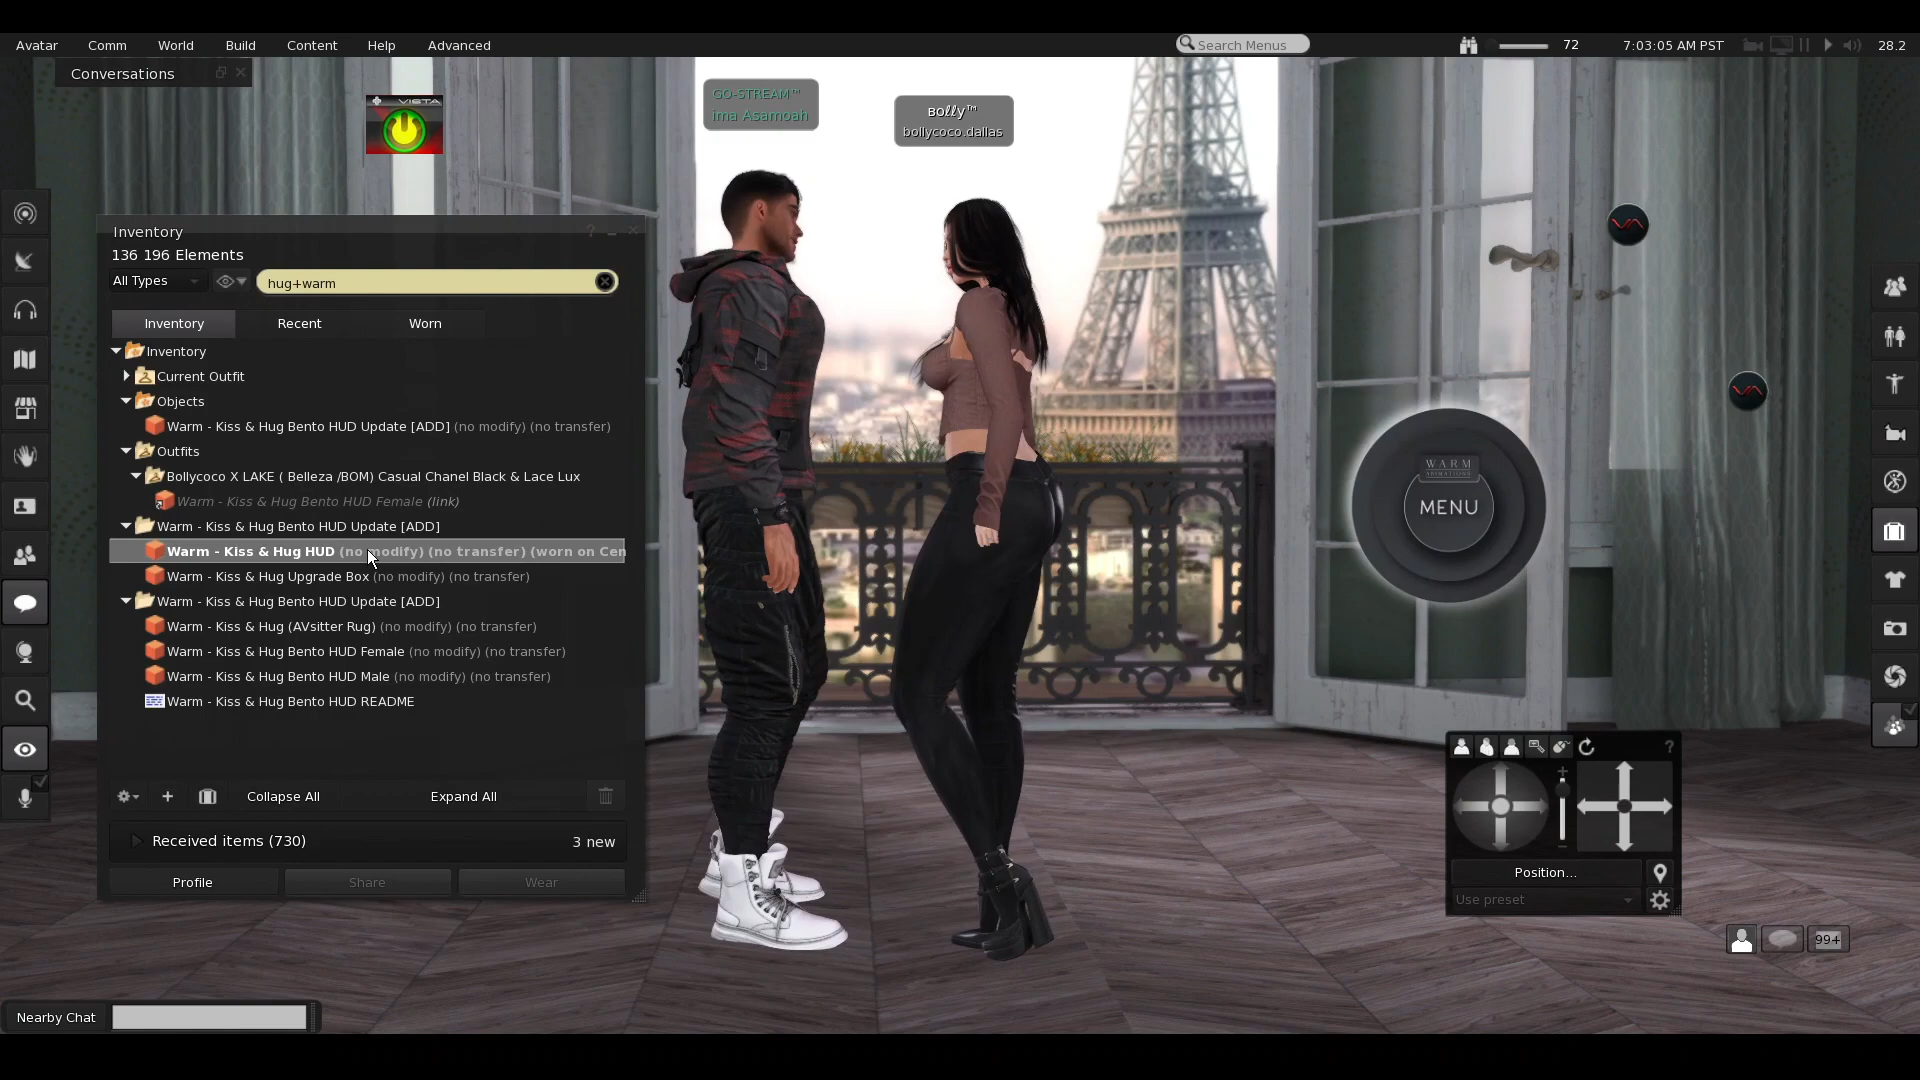 Avatar Comm World Build Content Help Advanced Search Menus 72 7:03:05 AM PST 28.2
Conversations
VISTA
GO-STREAM™
ima Asamoah
вoℓℓy™
bollycoco.dallas
Inventory ?
136 196 Elements
All Types hug+warm
Inventory Recent Worn
Inventory
Current Outfit
Objects
Warm - Kiss & Hug Bento HUD Update [ADD] (no modify) (no transfer)
Outfits
Bollycoco X LAKE ( Belleza /BOM) Casual Chanel Black & Lace Lux
Warm - Kiss & Hug Bento HUD Female (link)
Warm - Kiss & Hug Bento HUD Update [ADD]
Warm - Kiss & Hug HUD (no modify) (no transfer) (worn on Cen
Warm - Kiss & Hug Upgrade Box (no modify) (no transfer)
Warm - Kiss & Hug Bento HUD Update [ADD]
Warm - Kiss & Hug (AVsitter Rug) (no modify) (no transfer)
Warm - Kiss & Hug Bento HUD Female (no modify) (no transfer)
Warm - Kiss & Hug Bento HUD Male (no modify) (no transfer)
Warm - Kiss & Hug Bento HUD README
Collapse All Expand All
Received items (730) 3 new
Profile Share Wear
WARM
ANIMATIONS
MENU
?
Position...
Use preset
99+
Nearby Chat